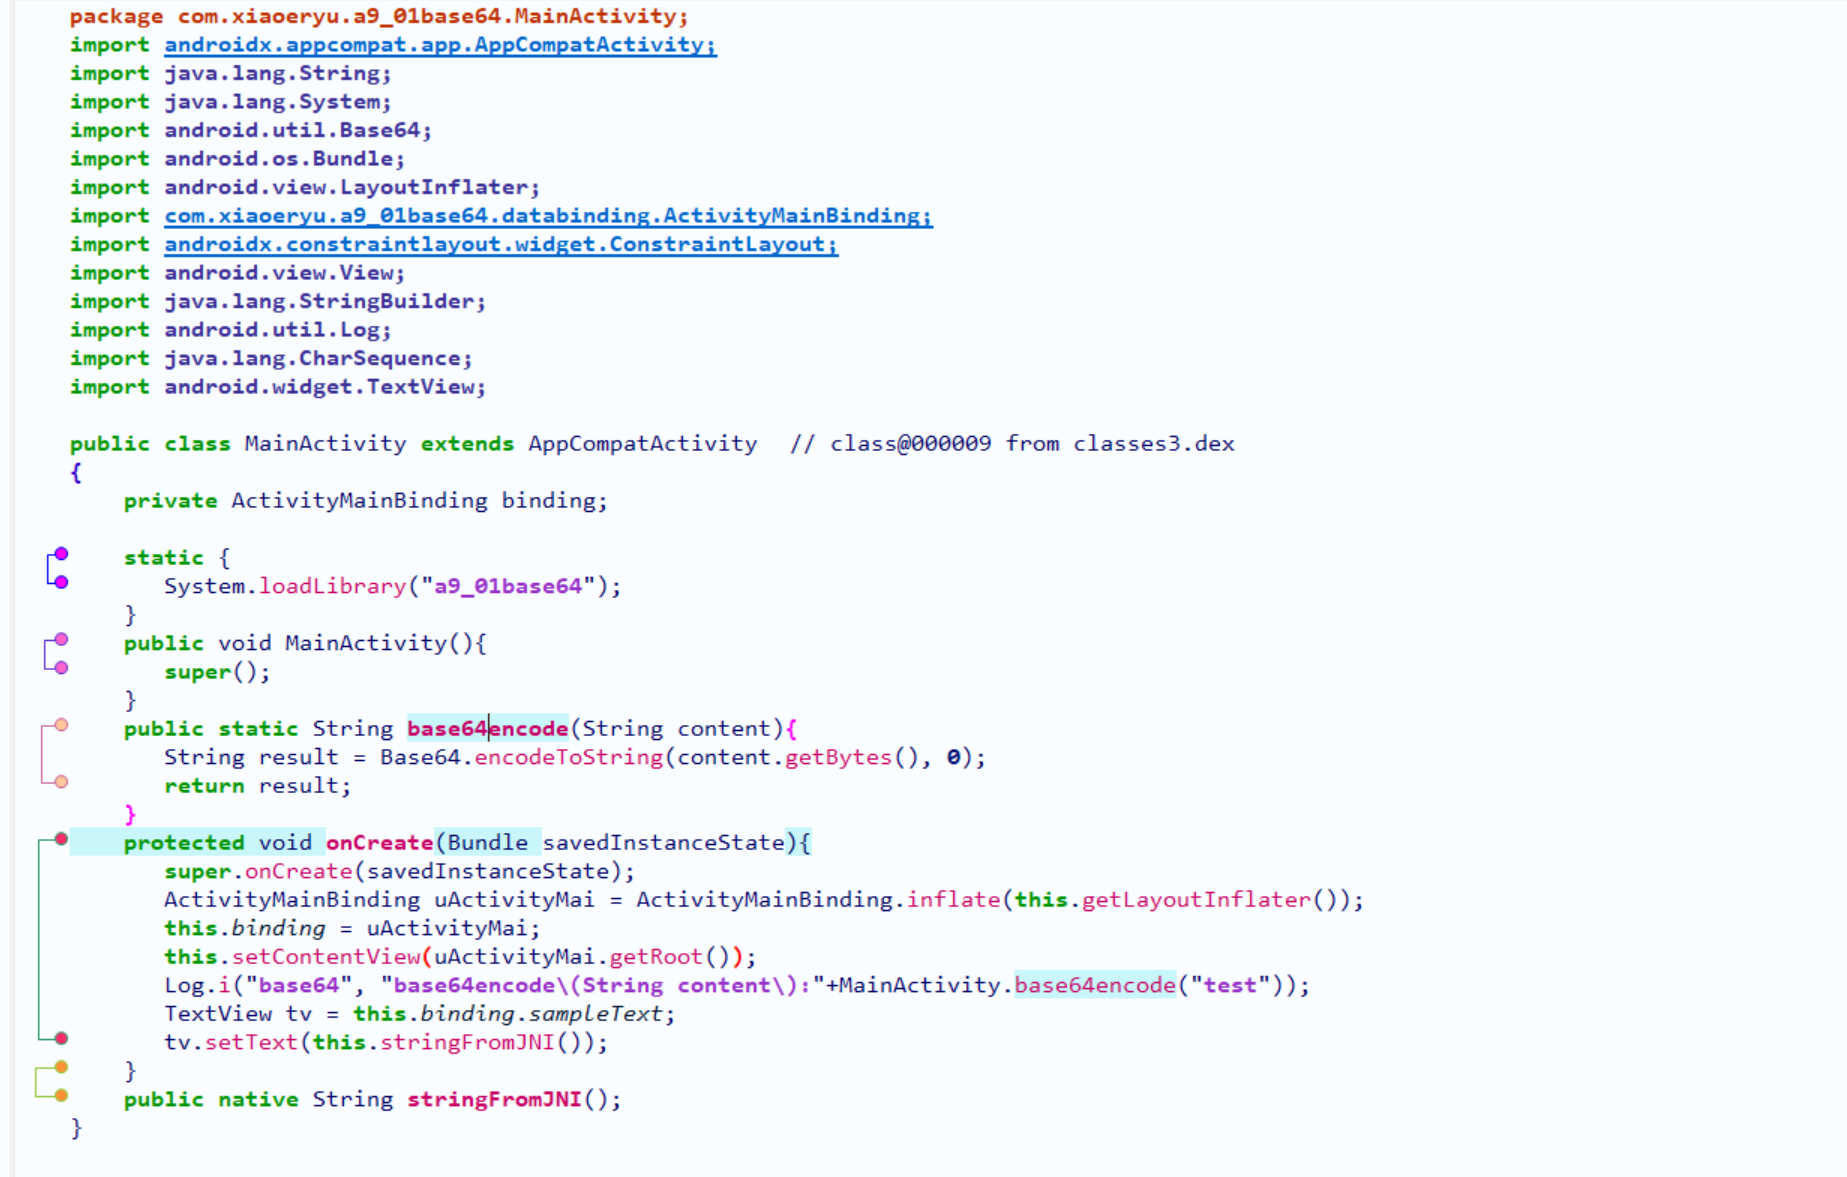 package com.xiaoeryu.a9_01base64.MainActivity;
import androidx.appcompat.app.AppCompatActivity;
import java.lang.String;
import java.lang.System;
import android.util.Base64;
import android.os.Bundle;
import android.view.LayoutInflater;
import com.xiaoeryu.a9_01base64.databinding.ActivityMainBinding;
import androidx.constraintlayout.widget.ConstraintLayout;
import android.view.View;
import java.lang.StringBuilder;
import android.util.Log;
import java.lang.CharSequence;
import android.widget.TextView;

public class MainActivity extends AppCompatActivity  // class@000009 from classes3.dex
{
    private ActivityMainBinding binding;

    static {
       System.loadLibrary("a9_01base64");
    }
    public void MainActivity(){
       super();
    }
    public static String base64encode(String content){
       String result = Base64.encodeToString(content.getBytes(), 0);
       return result;
    }
    protected void onCreate(Bundle savedInstanceState){
       super.onCreate(savedInstanceState);
       ActivityMainBinding uActivityMai = ActivityMainBinding.inflate(this.getLayoutInflater());
       this.binding = uActivityMai;
       this.setContentView(uActivityMai.getRoot());
       Log.i("base64", "base64encode\(String content\):"+MainActivity.base64encode("test"));
       TextView tv = this.binding.sampleText;
       tv.setText(this.stringFromJNI());
    }
    public native String stringFromJNI();
}